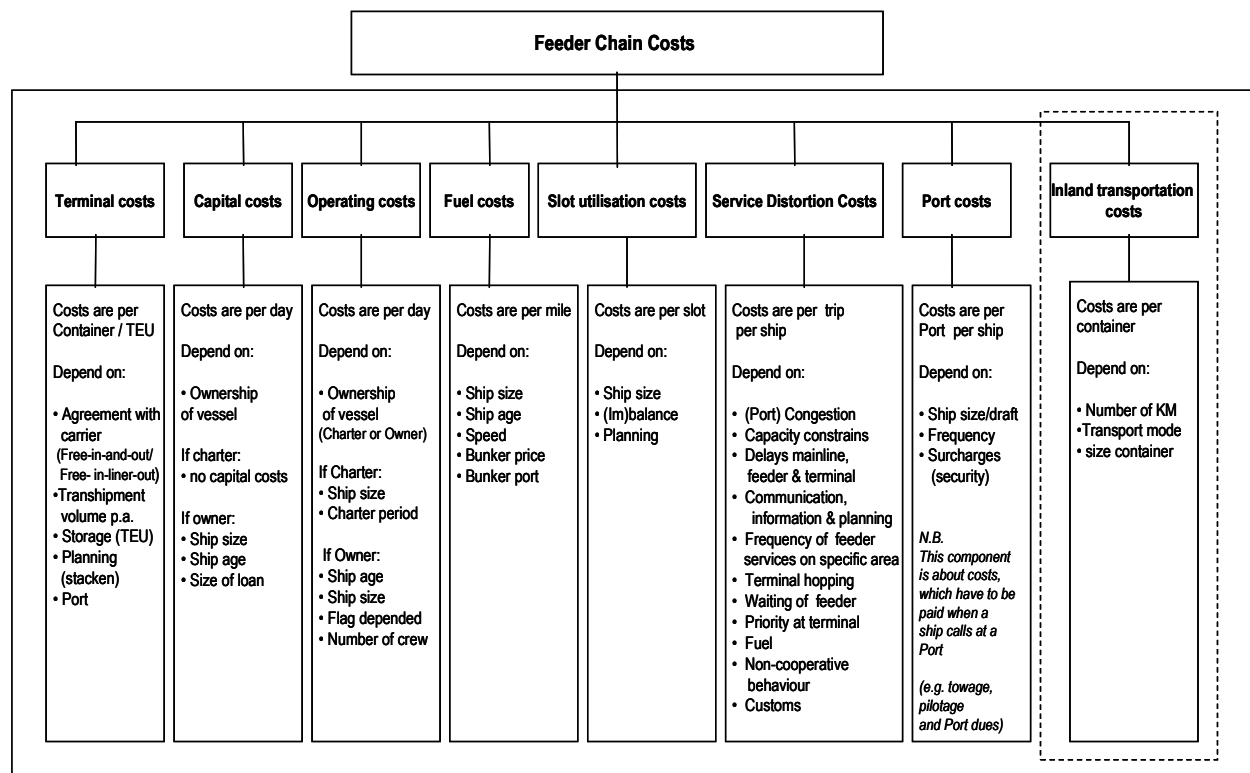 Feeder Chain Costs
Terminal costs
Capital costs
Operating costs
Fuel costs
Slot utilisation costs
Service Distortion Costs
Port costs
Inland transportation
costs
Costs are per
Container / TEU
Depend on:
• Agreement with
carrier
(Free-in-and-out/
Free- in-liner-out)
•Transhipment
volume p.a.
• Storage (TEU)
• Planning
(stacken)
• Port
Costs are per day
Depend on:
• Ownership
of vessel
If charter:
• no capital costs
If owner:
• Ship size
• Ship age
• Size of loan
Costs are per day
Depend on:
• Ownership
of vessel
(Charter or Owner)
If Charter:
• Ship size
• Charter period
If Owner:
• Ship age
• Ship size
• Flag depended
• Number of crew
Costs are per mile
Depend on:
• Ship size
• Ship age
• Speed
• Bunker price
• Bunker port
Costs are per slot
Depend on:
• Ship size
• (Im)balance
• Planning
Costs are per trip
per ship
Depend on:
• (Port) Congestion
• Capacity constrains
• Delays mainline,
feeder & terminal
• Communication,
information & planning
• Frequency of feeder
services on specific area
• Terminal hopping
• Waiting of feeder
• Priority at terminal
• Fuel
• Non-cooperative
behaviour
• Customs
Costs are per
Port per ship
Depend on:
• Ship size/draft
• Frequency
• Surcharges
(security)
N.B.
This component
is about costs,
which have to be
paid when a
ship calls at a
Port
(e.g. towage,
pilotage
and Port dues)
Costs are per
container
Depend on:
• Number of KM
•Transport mode
• size container